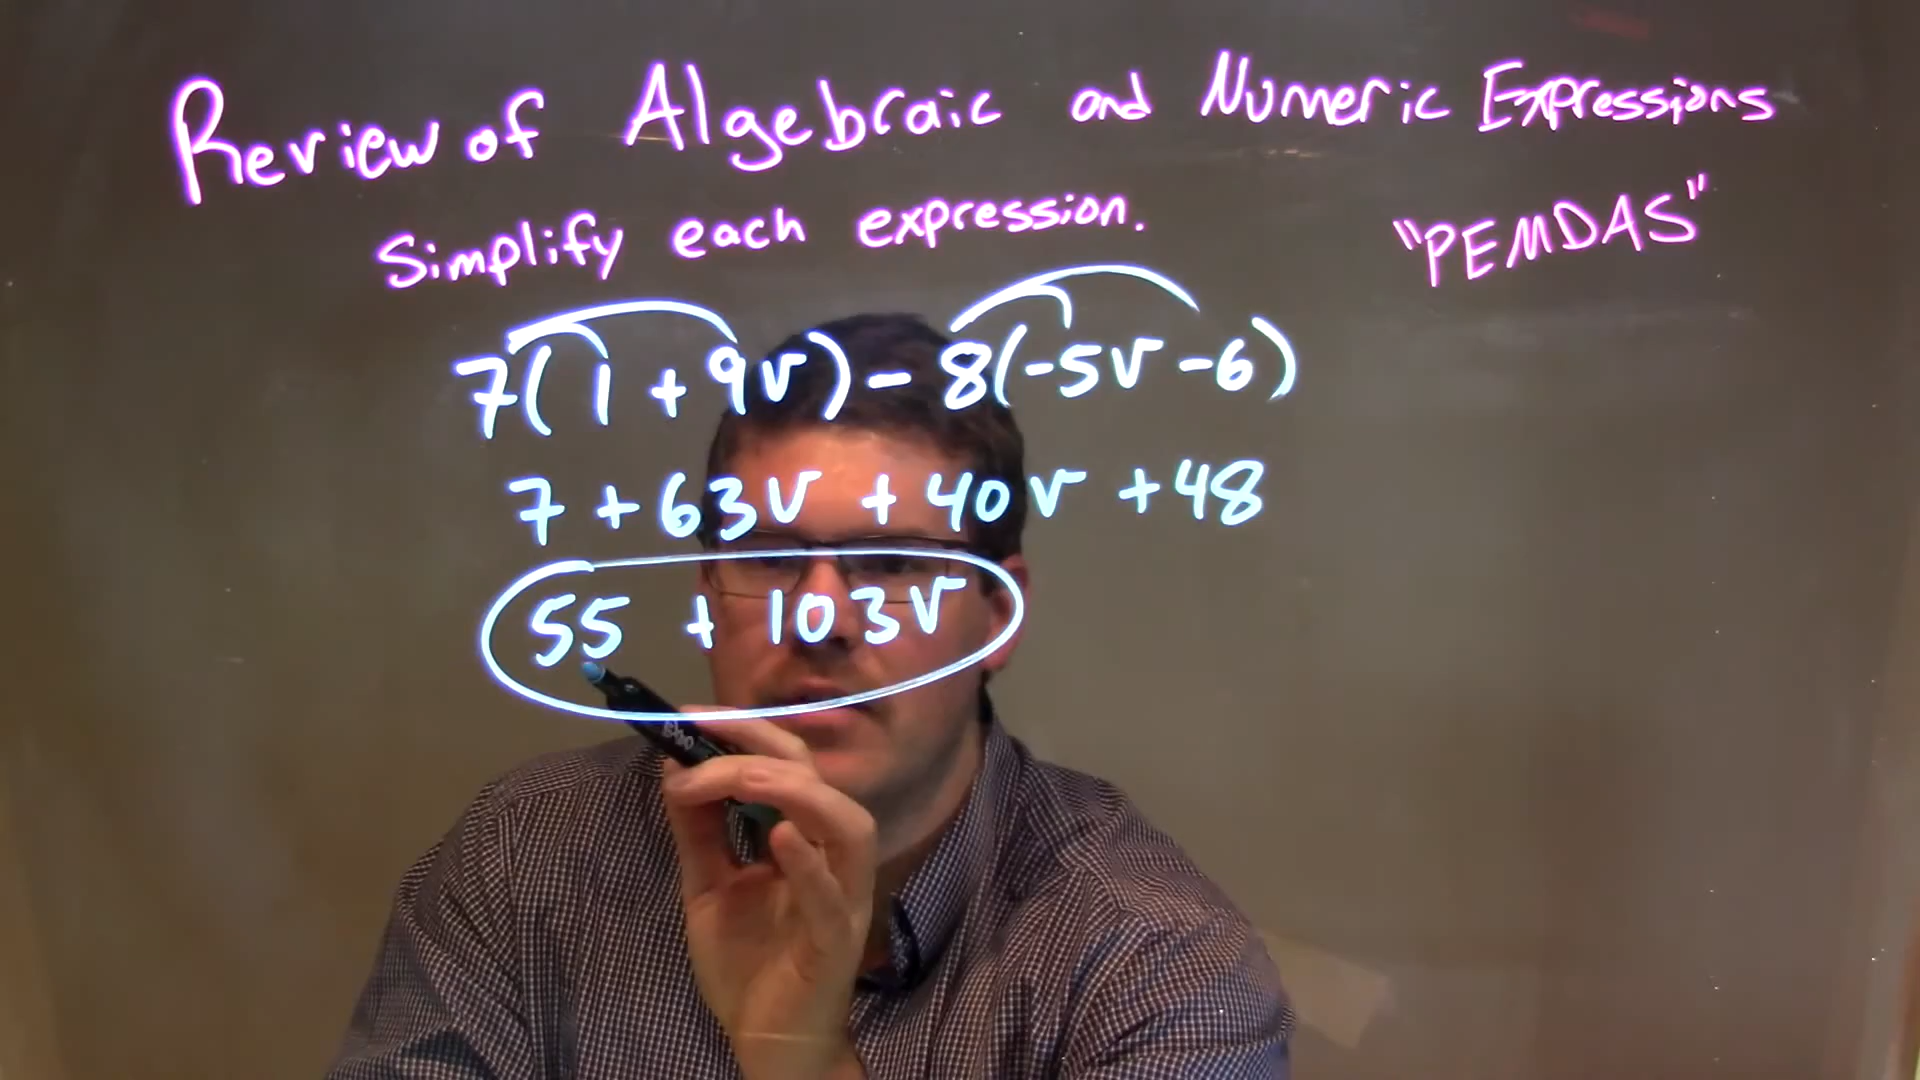 Review of Algebraic and Numeric Expressions
Simplify each expression.
"PEMDAS"
7(1 + 9v) - 8(-5v - 6)
7 + 63v + 40v + 48
55 + 103v